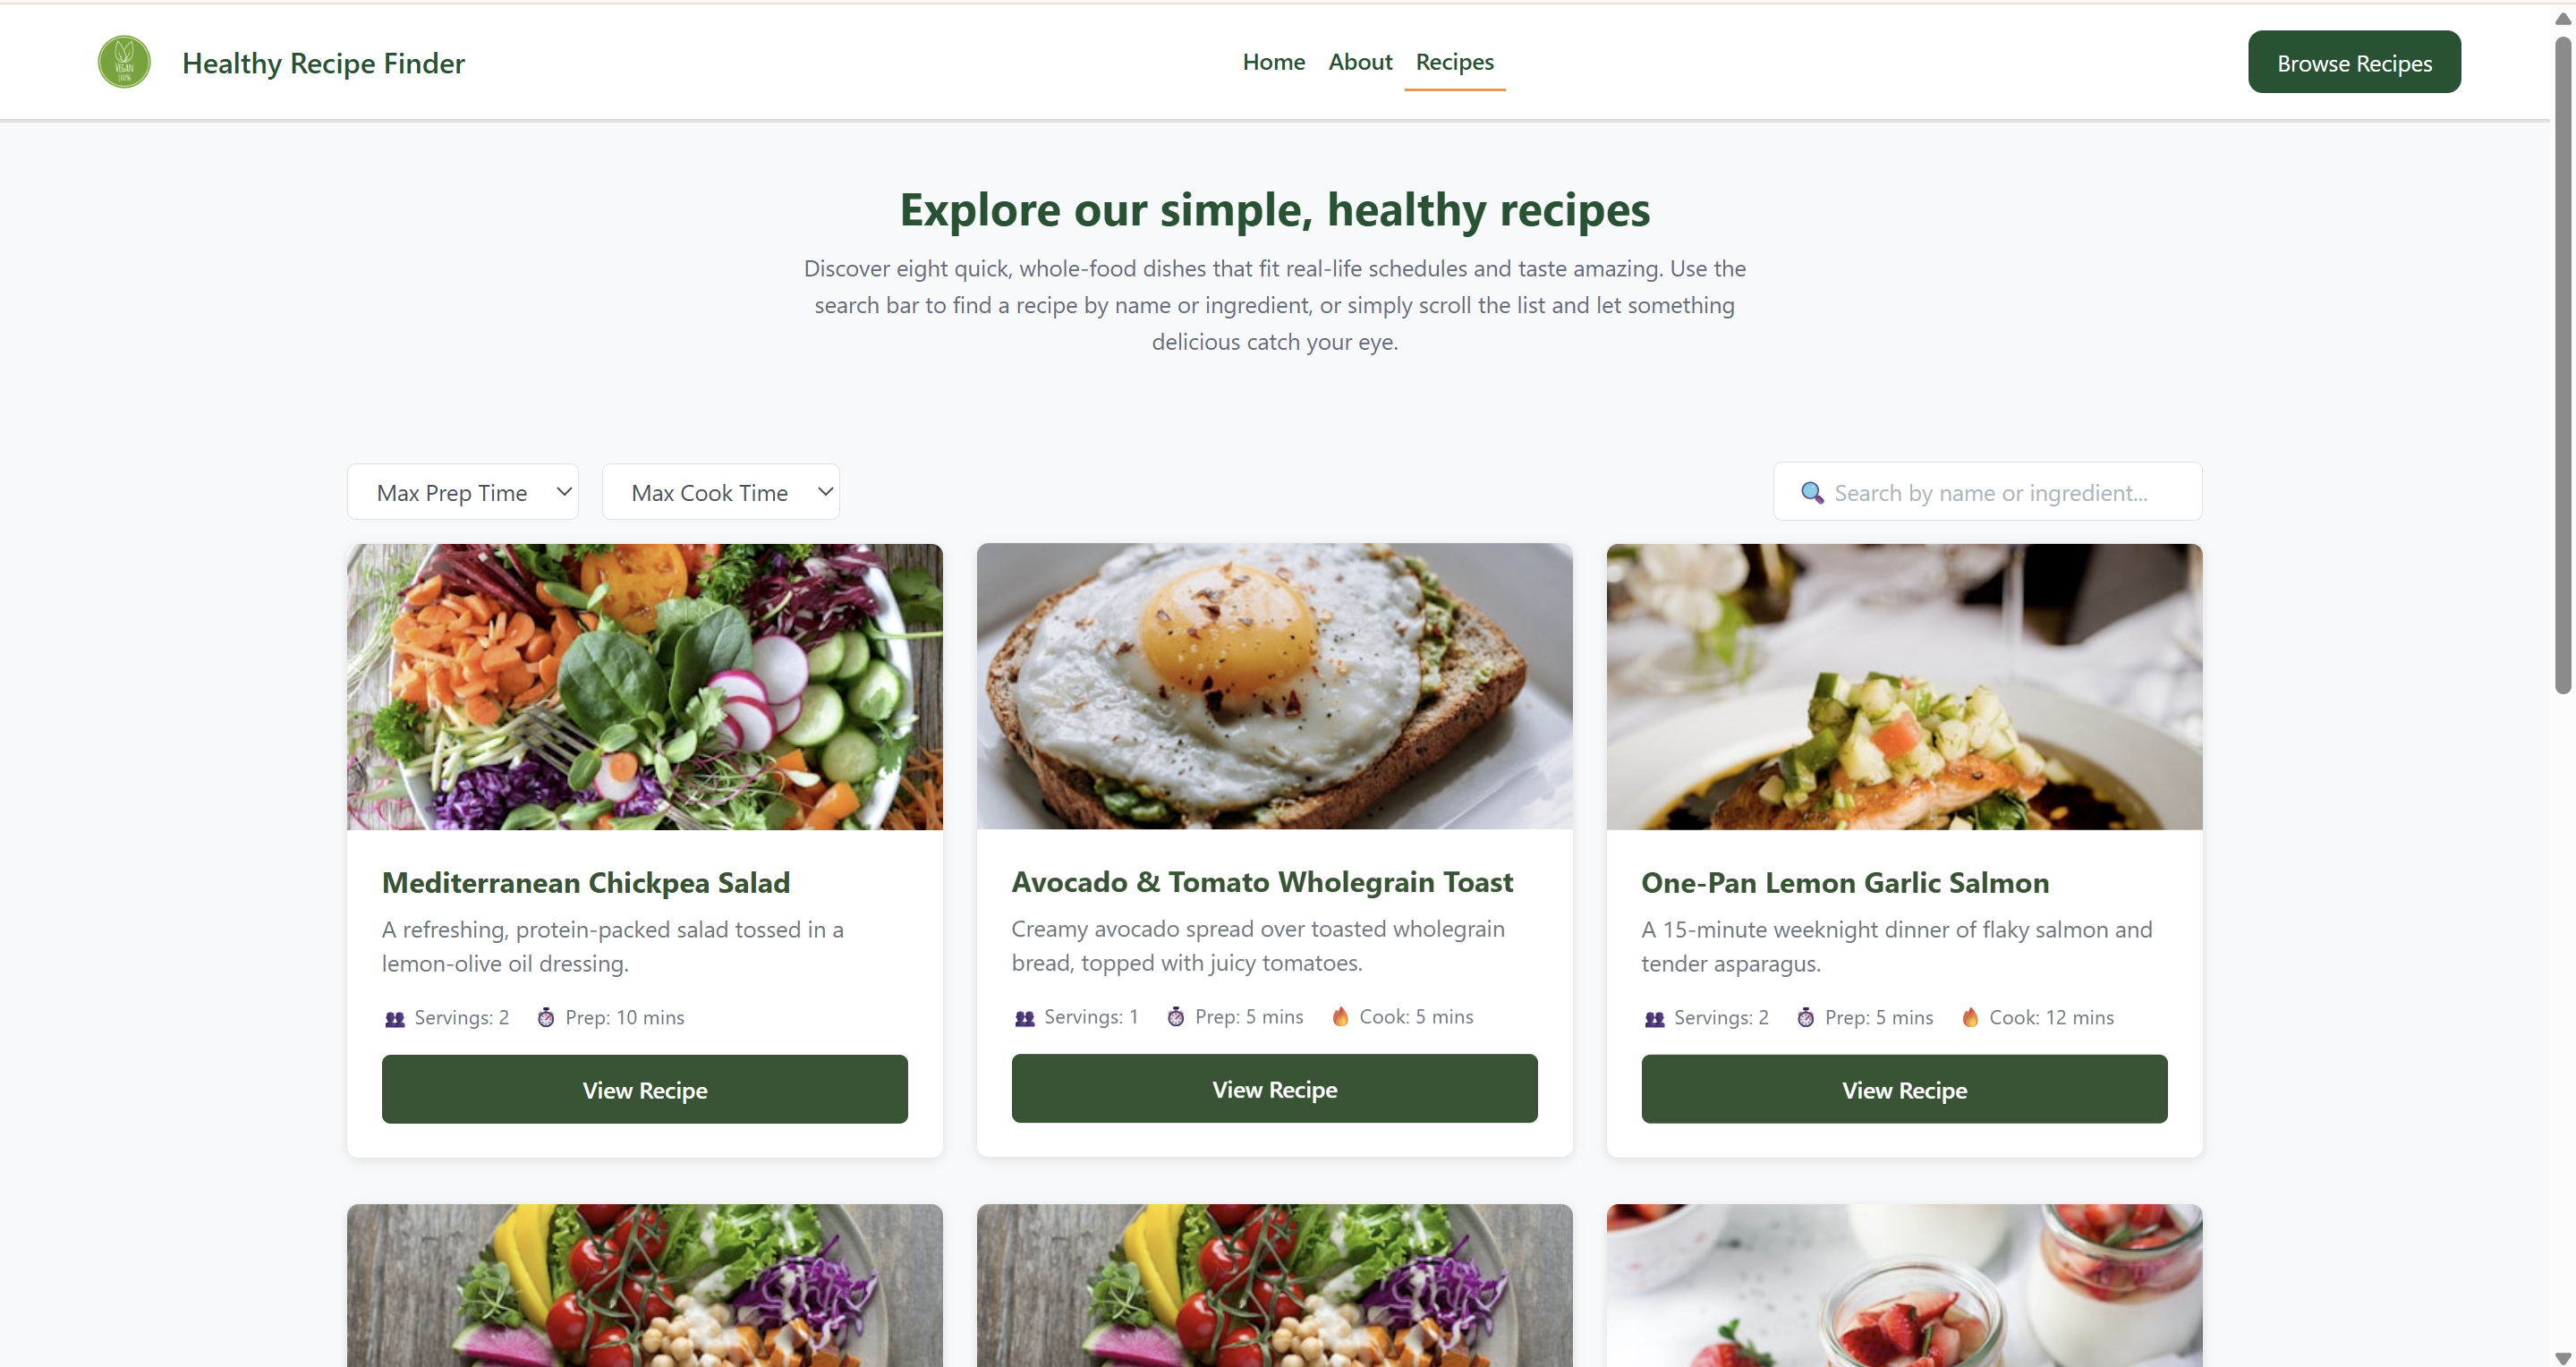 VEGAN
100%
Healthy Recipe Finder
Home About Recipes
Browse Recipes
Explore our simple, healthy recipes
Discover eight quick, whole-food dishes that fit real-life schedules and taste amazing. Use the
search bar to find a recipe by name or ingredient, or simply scroll the list and let something
delicious catch your eye.
Max Prep Time
Max Cook Time
Search by name or ingredient...
Mediterranean Chickpea Salad
A refreshing, protein-packed salad tossed in a
lemon-olive oil dressing.
Servings: 2 Prep: 10 mins
View Recipe
Avocado & Tomato Wholegrain Toast
Creamy avocado spread over toasted wholegrain
bread, topped with juicy tomatoes.
Servings: 1 Prep: 5 mins Cook: 5 mins
View Recipe
One-Pan Lemon Garlic Salmon
A 15-minute weeknight dinner of flaky salmon and
tender asparagus.
Servings: 2 Prep: 5 mins Cook: 12 mins
View Recipe